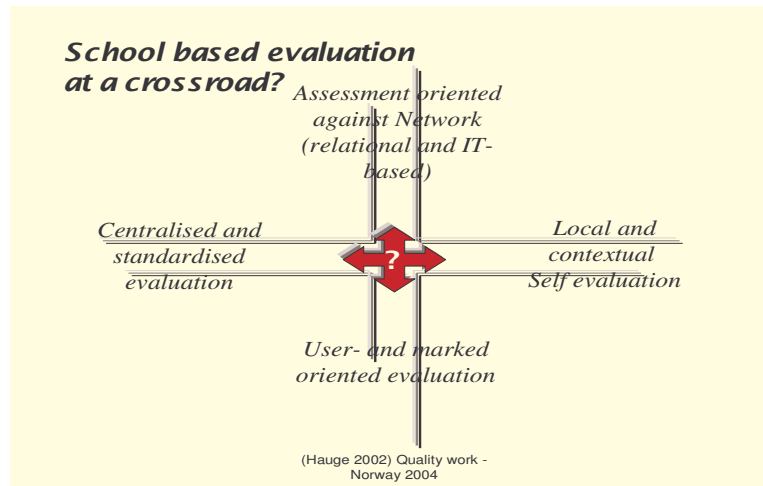 School based evaluation
at a crossroad?
Assessment oriented
against Network
(relational and IT-
based)
Centralised and
standardised
evaluation
?
Local and
contextual
Self evaluation
User- and marked
oriented evaluation
(Hauge 2002) Quality work -
Norway 2004